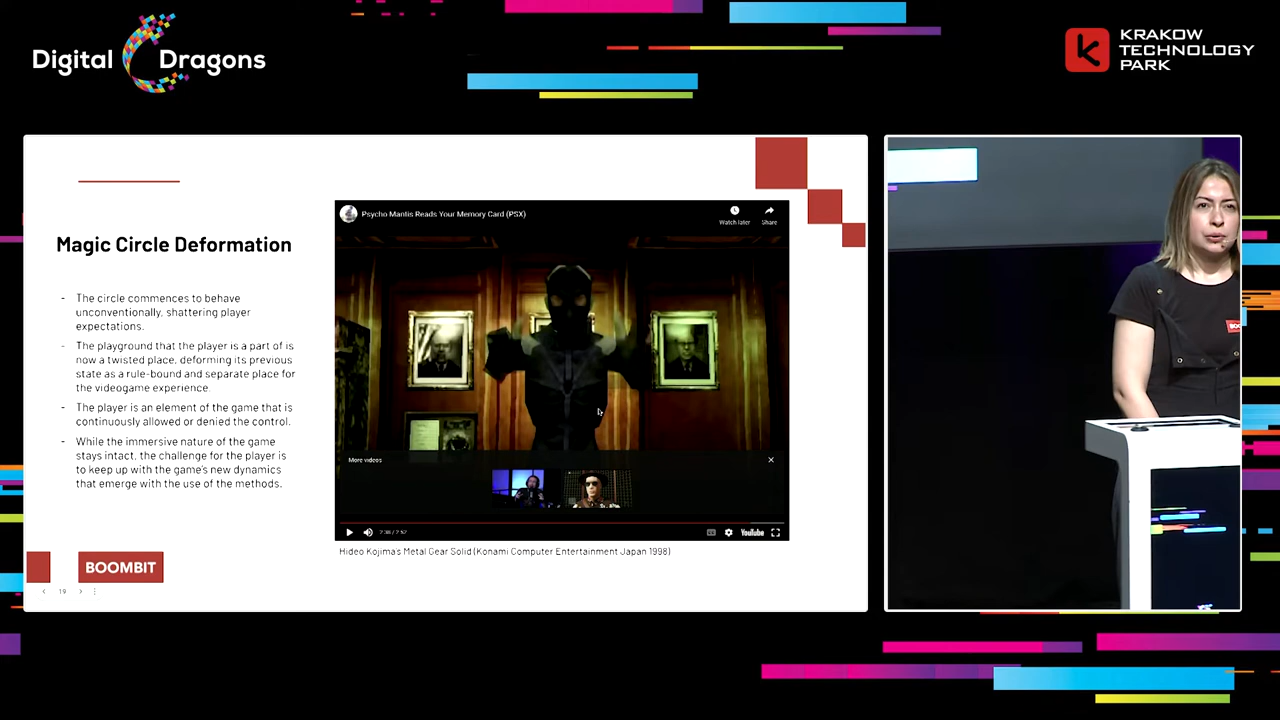 Digital Dragons
KRAKOW
TECHNOLOGY
PARK
Magic Circle Deformation
- The circle commences to behave
unconventionally, shattering player
expectations.
- The playground that the player is a part of is
now a twisted place, deforming its previous
state as a rule-bound and separate place for
the videogame experience.
- The player is an element of the game that is
continuously allowed or denied the control.
- While the immersive nature of the game
stays intact, the challenge for the player is
to keep up with the game's new dynamics
that emerge with the use of the methods.
Psycho Mantis Reads Your Memory Card (PSX)
Watch later
Share
More videos
2:38 / 2:52
YouTube
Hideo Kojima's Metal Gear Solid (Konami Computer Entertainment Japan 1998)
BOOMBIT
19